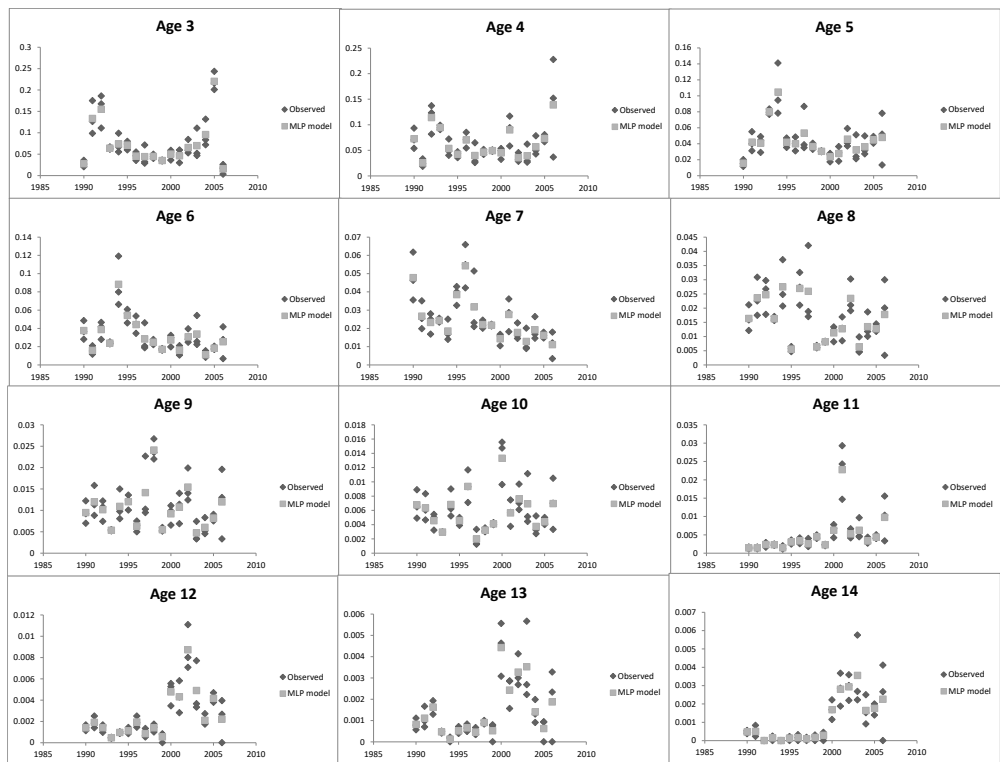 Age 3
0.3
0.25
0.2
0.15
0.1
0.05
0
1985 1990 1995 2000 2005 2010
Observed
MLP model
Age 4
0.25
0.2
0.15
0.1
0.05
0
1985 1990 1995 2000 2005 2010
Observed
MLP model
Age 5
0.16
0.14
0.12
0.1
0.08
0.06
0.04
0.02
0
1985 1990 1995 2000 2005 2010
Observed
MLP model
Age 6
0.14
0.12
0.1
0.08
0.06
0.04
0.02
0
1985 1990 1995 2000 2005 2010
Observed
MLP model
Age 7
0.07
0.06
0.05
0.04
0.03
0.02
0.01
0
1985 1990 1995 2000 2005 2010
Observed
MLP model
Age 8
0.045
0.04
0.035
0.03
0.025
0.02
0.015
0.01
0.005
0
1985 1990 1995 2000 2005 2010
Observed
MLP model
Age 9
0.03
0.025
0.02
0.015
0.01
0.005
0
1985 1990 1995 2000 2005 2010
Observed
MLP model
Age 10
0.018
0.016
0.014
0.012
0.01
0.008
0.006
0.004
0.002
0
1985 1990 1995 2000 2005 2010
Observed
MLP model
Age 11
0.035
0.03
0.025
0.02
0.015
0.01
0.005
0
1985 1990 1995 2000 2005 2010
Observed
MLP model
Age 12
0.012
0.01
0.008
0.006
0.004
0.002
0
1985 1990 1995 2000 2005 2010
Observed
MLP model
Age 13
0.006
0.005
0.004
0.003
0.002
0.001
0
1985 1990 1995 2000 2005 2010
Observed
MLP model
Age 14
0.007
0.006
0.005
0.004
0.003
0.002
0.001
0
1985 1990 1995 2000 2005 2010
Observed
MLP model